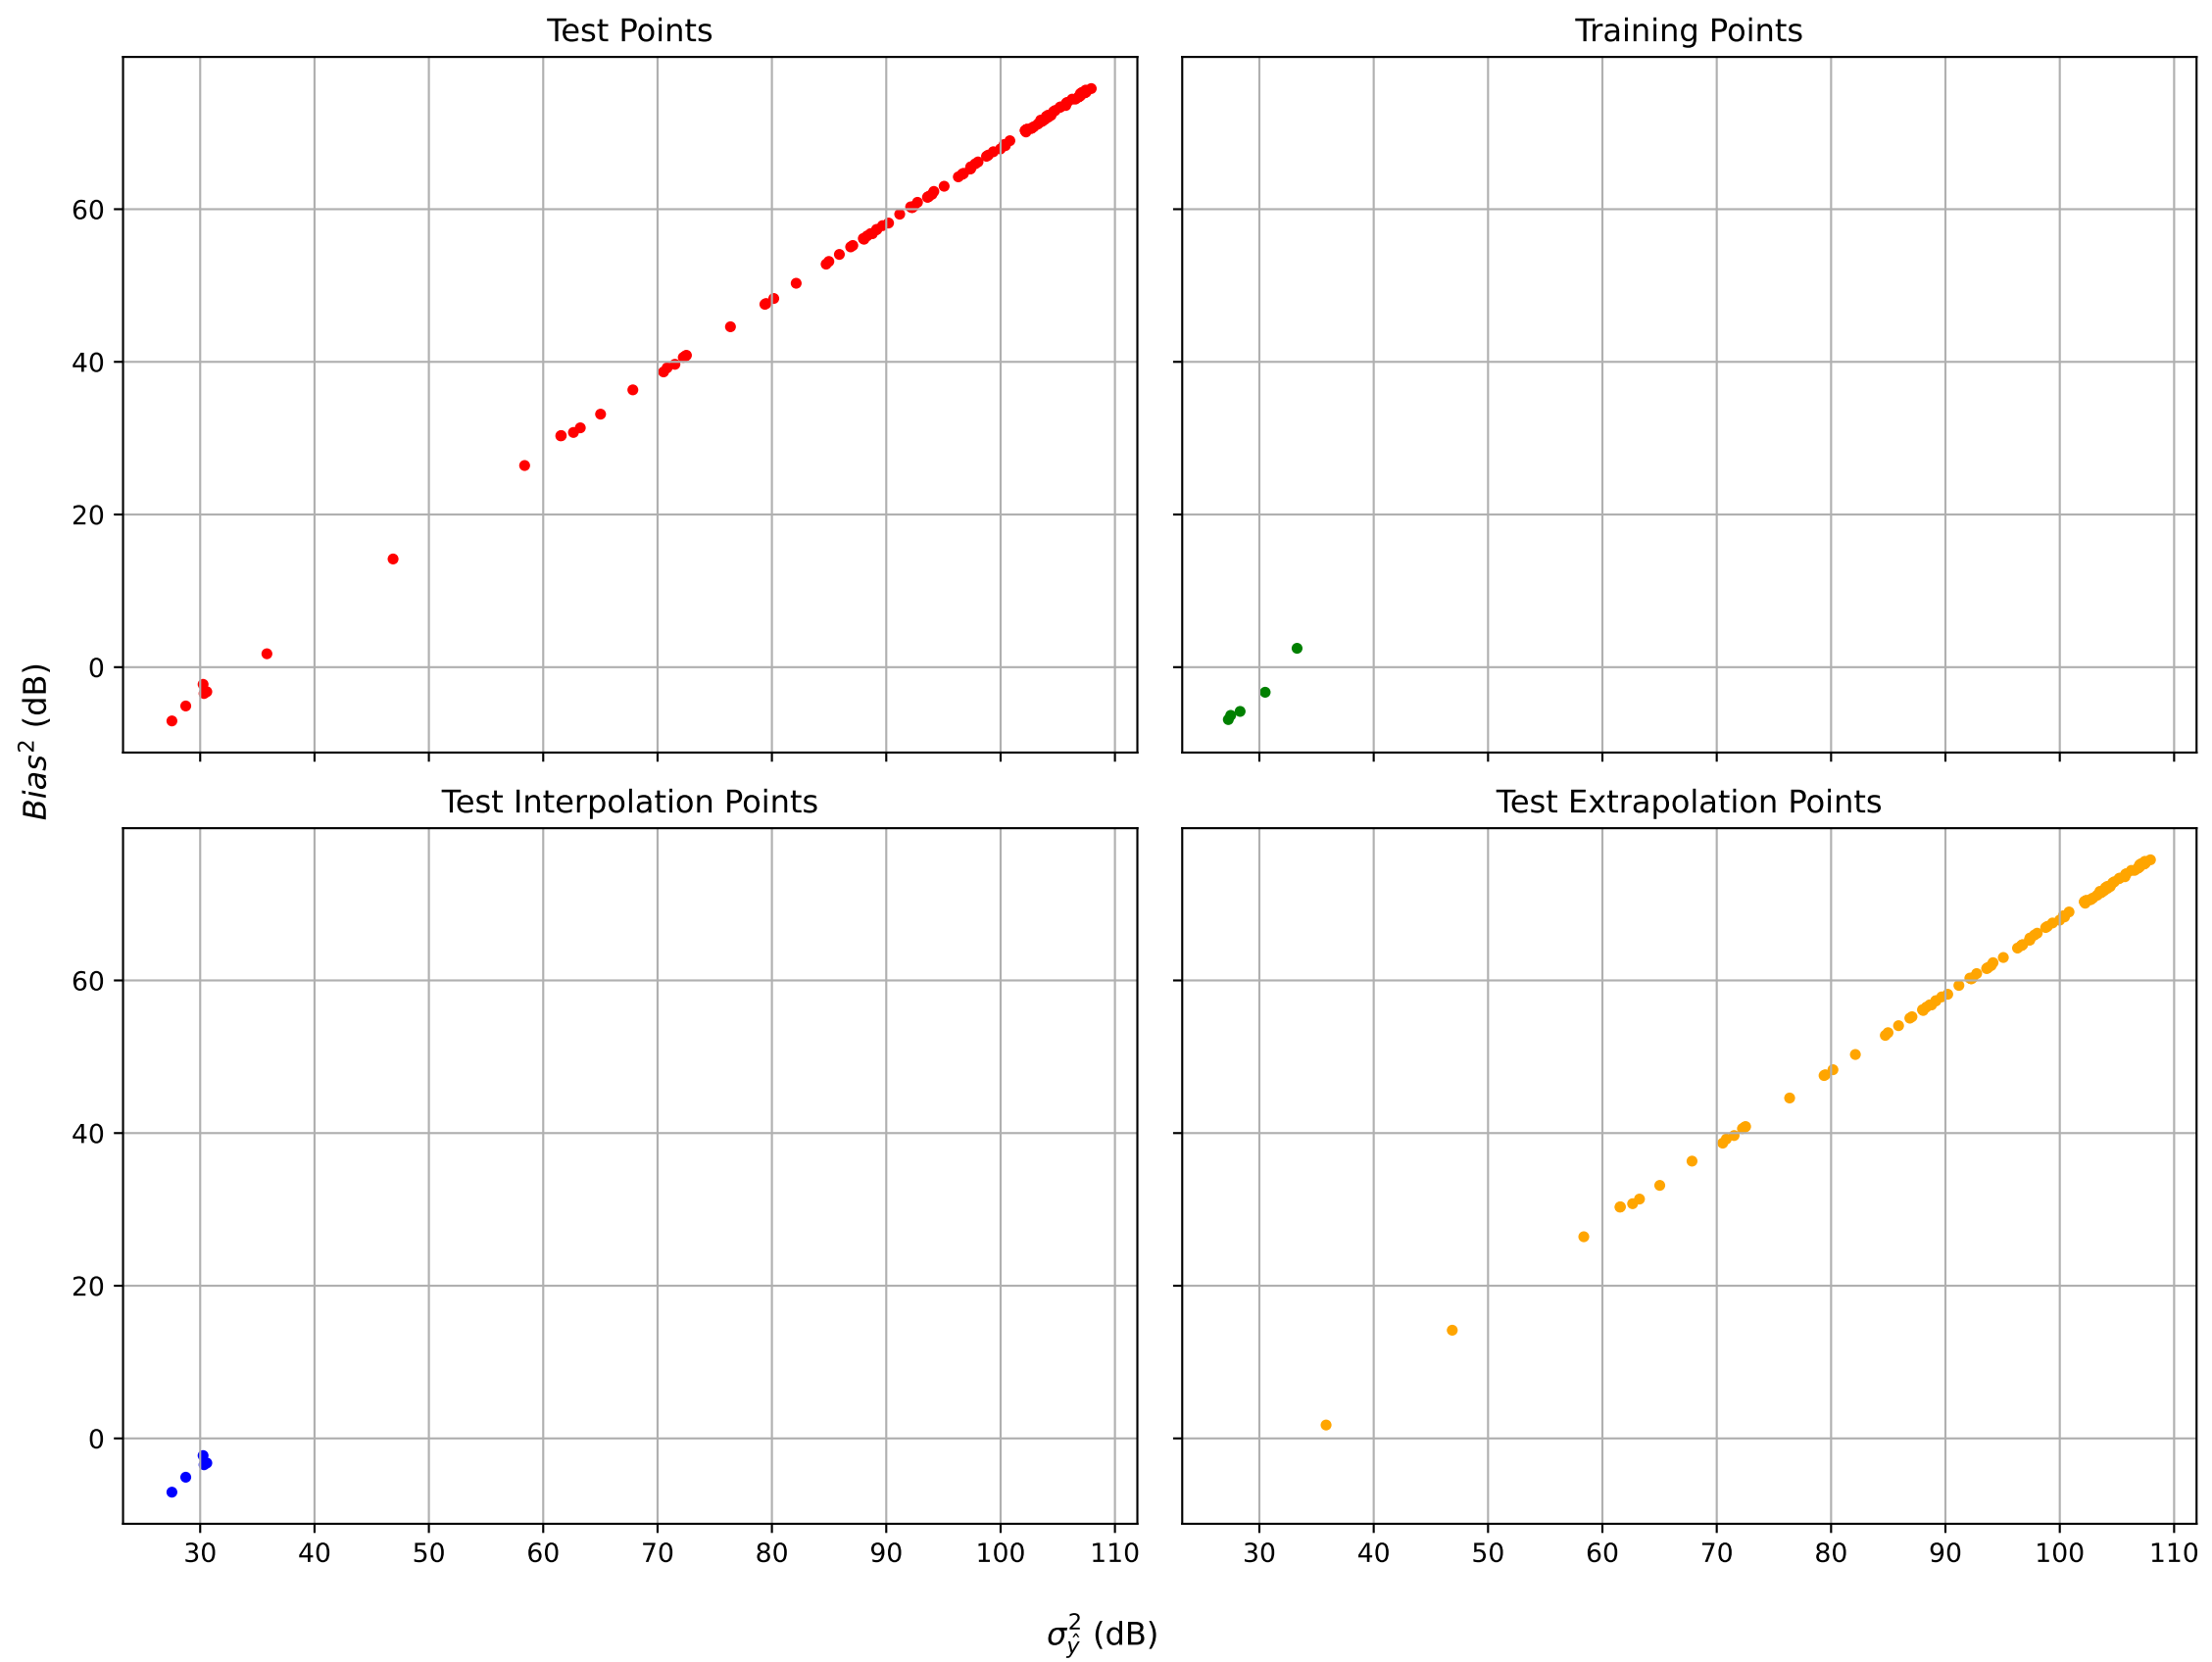 Test Points
Training Points
60
40
20
0
Test Interpolation Points
Test Extrapolation Points
60
40
20
0
30 40 50 60 70 80 90 100 110
30 40 50 60 70 80 90 100 110
Bias² (dB)
σ²_ŷ (dB)